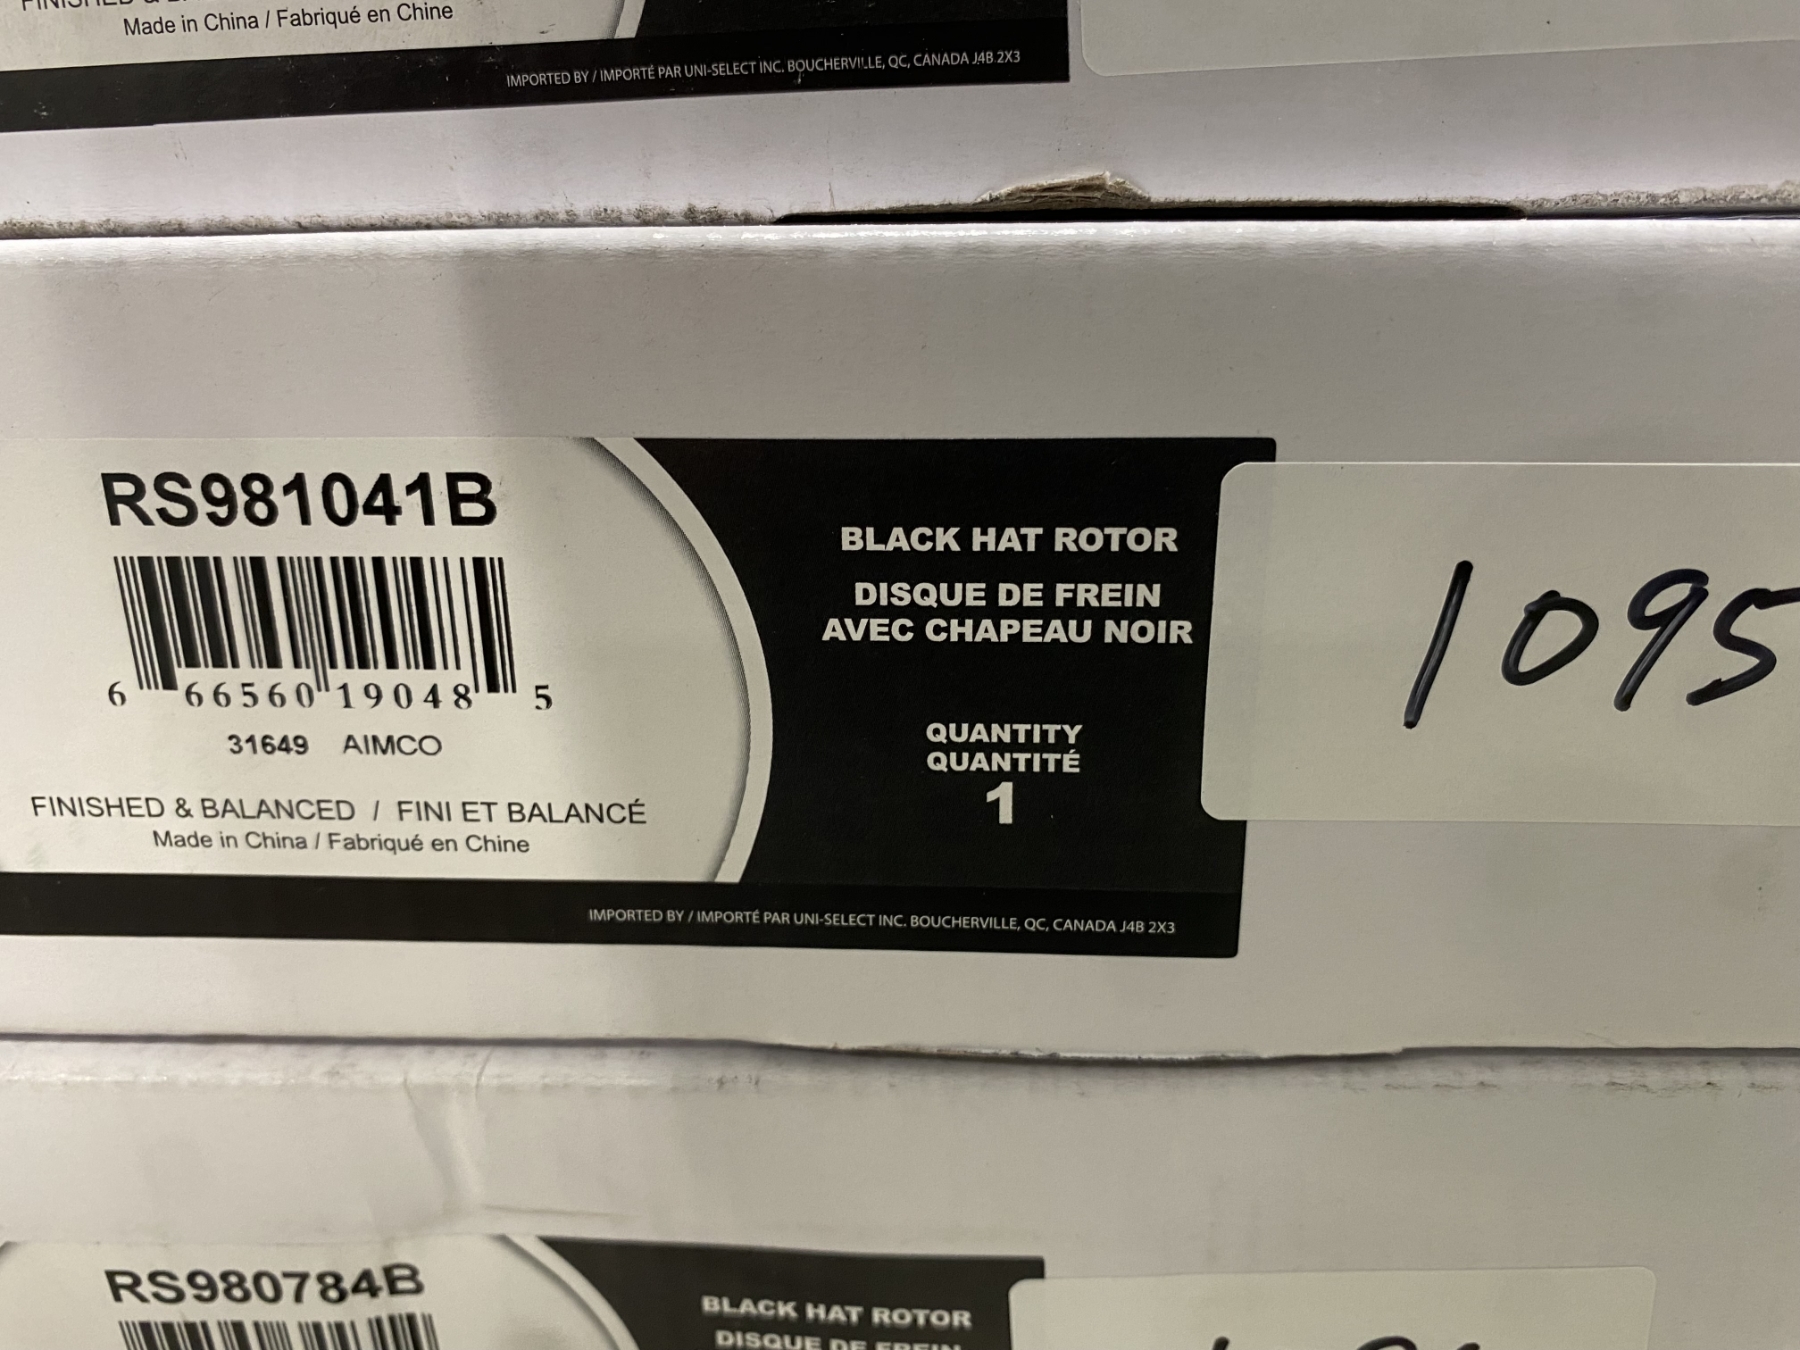 Made in China / Fabriqué en Chine
IMPORTED BY / IMPORTÉ PAR UNI-SELECT INC. BOUCHERVILLE, QC, CANADA J4B 2X3
RS981041B
6 66560 19048 5
31649 AIMCO
FINISHED & BALANCED / FINI ET BALANCÉ
Made in China / Fabriqué en Chine
BLACK HAT ROTOR
DISQUE DE FREIN
AVEC CHAPEAU NOIR
QUANTITY
QUANTITÉ
1
1095
IMPORTED BY / IMPORTÉ PAR UNI-SELECT INC. BOUCHERVILLE, QC, CANADA J4B 2X3
RS980784B
BLACK HAT ROTOR
DISQUE DE FREIN